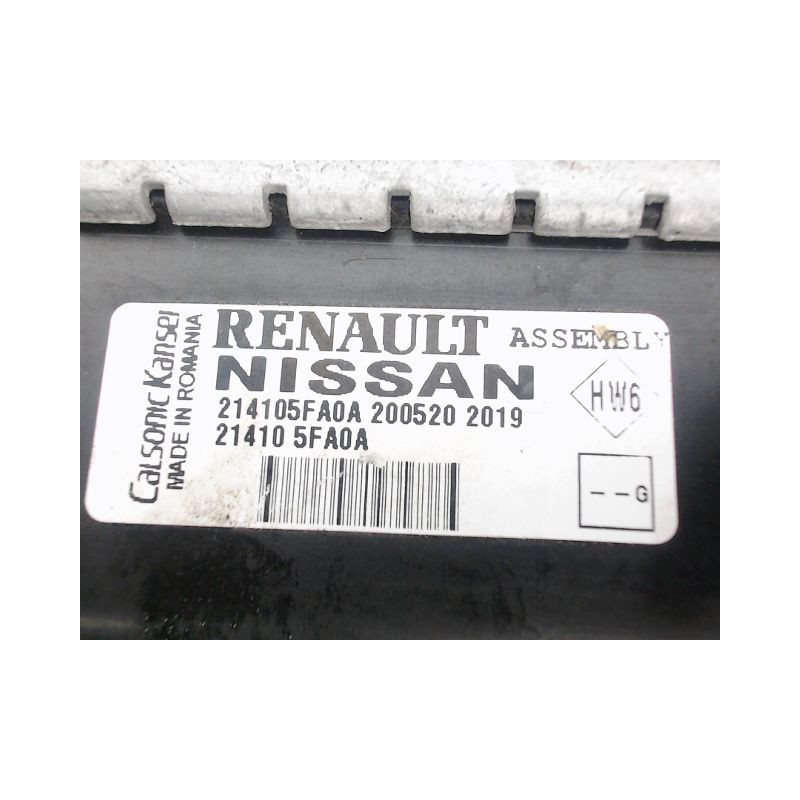 Calsonic Kansei
MADE IN ROMANIA
RENAULT ASSEMBLY
NISSAN
214105FA0A 200520 2019
21410 5FA0A
HW6
--G